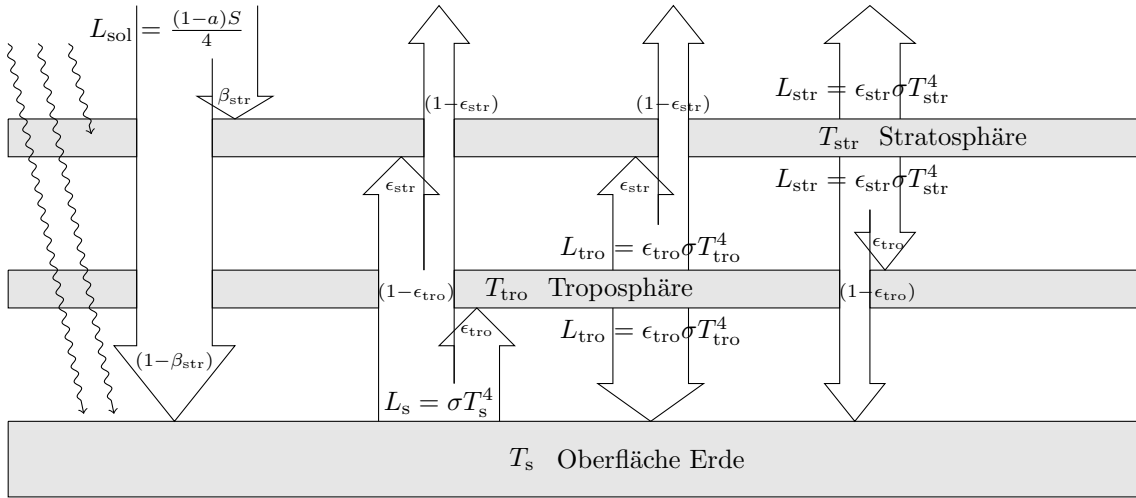 L_sol = (1-a)S/4
β_str
(1-ϵ_str)
(1-ϵ_str)
L_str = ϵ_str σT_str^4
T_str Stratosphäre
ϵ_str
ϵ_str
L_str = ϵ_str σT_str^4
L_tro = ϵ_tro σT_tro^4
ϵ_tro
(1-ϵ_tro)
T_tro Troposphäre
(1-ϵ_tro)
ϵ_tro
L_tro = ϵ_tro σT_tro^4
(1-β_str)
L_s = σT_s^4
T_s Oberfläche Erde